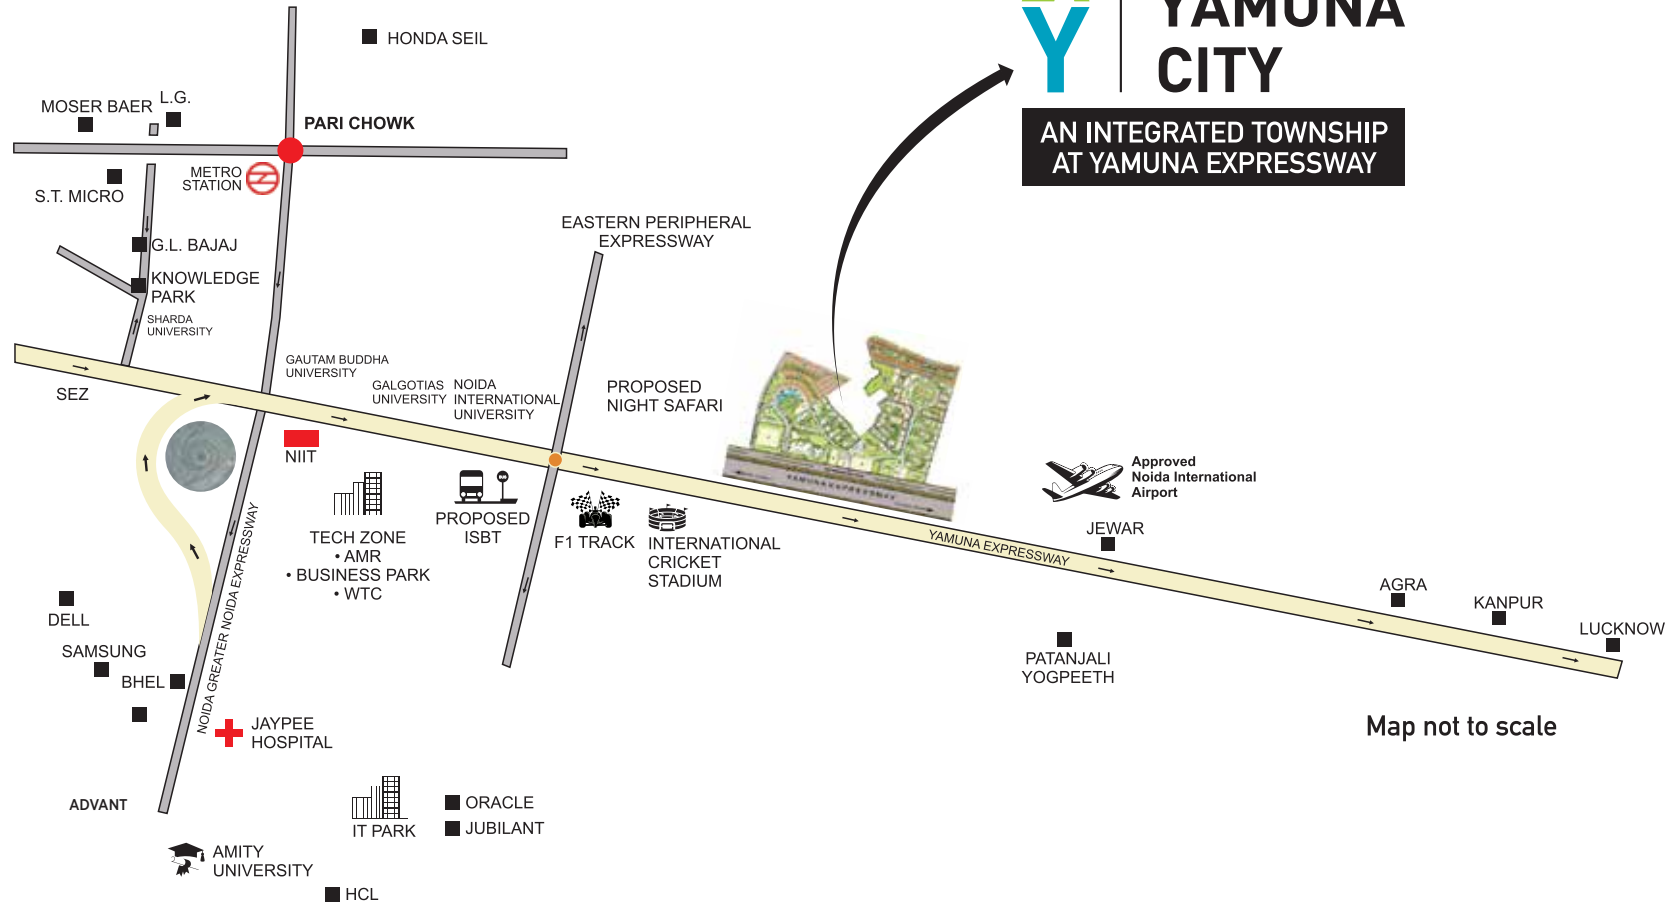 YAMUNA
CITY
AN INTEGRATED TOWNSHIP
AT YAMUNA EXPRESSWAY
HONDA SEIL
MOSER BAER
L.G.
PARI CHOWK
METRO
STATION
S.T. MICRO
G.L. BAJAJ
KNOWLEDGE
PARK
SHARDA
UNIVERSITY
EASTERN PERIPHERAL
EXPRESSWAY
SEZ
GAUTAM BUDDHA
UNIVERSITY
GALGOTIAS
UNIVERSITY
NOIDA
INTERNATIONAL
UNIVERSITY
PROPOSED
NIGHT SAFARI
NIIT
TECH ZONE
• AMR
• BUSINESS PARK
• WTC
PROPOSED
ISBT
F1 TRACK
INTERNATIONAL
CRICKET
STADIUM
YAMUNA EXPRESSWAY
YAMUNA EXPRESSWAY
Approved
Noida International
Airport
JEWAR
AGRA
KANPUR
LUCKNOW
PATANJALI
YOGPEETH
NOIDA GREATER NOIDA EXPRESSWAY
DELL
SAMSUNG
BHEL
JAYPEE
HOSPITAL
Map not to scale
ADVANT
IT PARK
ORACLE
JUBILANT
AMITY
UNIVERSITY
HCL